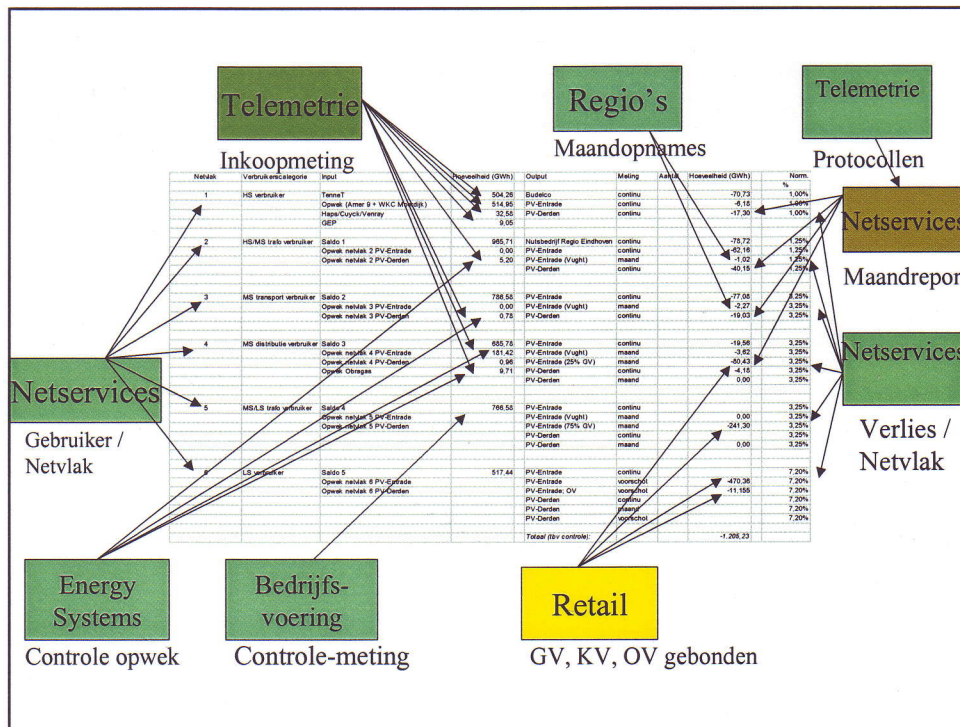 Telemetrie
Regio's
Telemetrie
Inkoopmeting
Maandopnames
Protocollen
Netvlak Verbruikerscategorie Input Hoeveelheid (GWh) Output Meting Aantal Hoeveelheid (GWh) Norm.
%
1 HS verbruiker TenneT 504,26 Budelco continu -70,73 1,00%
Opwek (Amer 9 + WKC Moerdijk) 514,95 PV-Entrade continu -6,18 1,00%
Haps/Cuyck/Venray 32,58 PV-Derden continu -17,30 1,00%
GEP 9,05
Netservices
2 HS/MS trafo verbruiker Saldo 1 965,71 Nutsbedrijf Regio Eindhoven continu -78,72 1,25%
Opwek netvlak 2 PV-Entrade 0,00 PV-Entrade continu -62,16 1,25%
Opwek netvlak 2 PV-Derden 5,20 PV-Entrade (Vught) maand -1,02 1,25%
PV-Derden continu -40,15 1,25%
Maandrepor
3 MS transport verbruiker Saldo 2 786,58 PV-Entrade continu -77,08 3,25%
Opwek netvlak 3 PV-Entrade 0,00 PV-Entrade (Vught) maand -2,27 3,25%
Opwek netvlak 3 PV-Derden 0,78 PV-Derden continu -19,03 3,25%
4 MS distributie verbruiker Saldo 3 685,78 PV-Entrade continu -19,56 3,25%
Opwek netvlak 4 PV-Entrade 181,42 PV-Entrade (Vught) maand -3,62 3,25%
Opwek netvlak 4 PV-Derden 0,96 PV-Entrade (25% GV) maand -80,43 3,25%
Opwek Obragas 9,71 PV-Derden continu -4,18 3,25%
PV-Derden maand 0,00 3,25%
Netservices
Netservices
5 MS/LS trafo verbruiker Saldo 4 766,58 PV-Entrade continu 3,25%
Opwek netvlak 5 PV-Entrade PV-Entrade (Vught) maand 0,00 3,25%
Opwek netvlak 5 PV-Derden PV-Entrade (75% GV) maand -241,30 3,25%
PV-Derden continu 3,25%
PV-Derden maand 0,00 3,25%
Gebruiker /
Netvlak
Verlies /
Netvlak
6 LS verbruiker Saldo 5 517,44 PV-Entrade continu 7,20%
Opwek netvlak 6 PV-Entrade PV-Entrade voorschot -470,36 7,20%
Opwek netvlak 6 PV-Derden PV-Entrade; OV voorschot -11,155 7,20%
PV-Derden continu 7,20%
PV-Derden maand 7,20%
PV-Derden voorschot 7,20%
Totaal (tbv controle): -1.205,23
Energy
Systems
Bedrijfs-
voering
Retail
Controle opwek
Controle-meting
GV, KV, OV gebonden